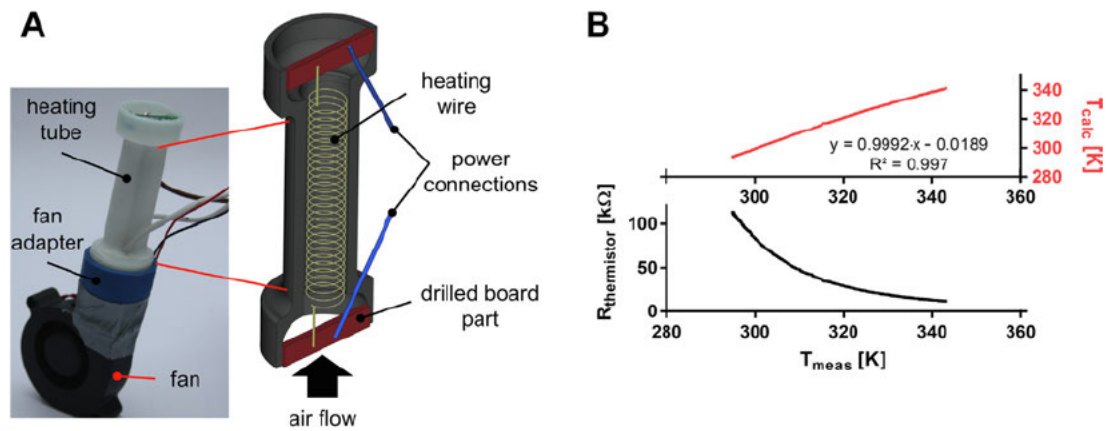 A
heating
tube
fan
adapter
fan
heating
wire
power
connections
drilled board
part
air flow
B
340
320
300
280
T_calc [K]
y = 0.9992·x - 0.0189
R² = 0.997
300
320
340
360
R_thermistor [kΩ]
100
50
0
280
300
320
340
360
T_meas [K]